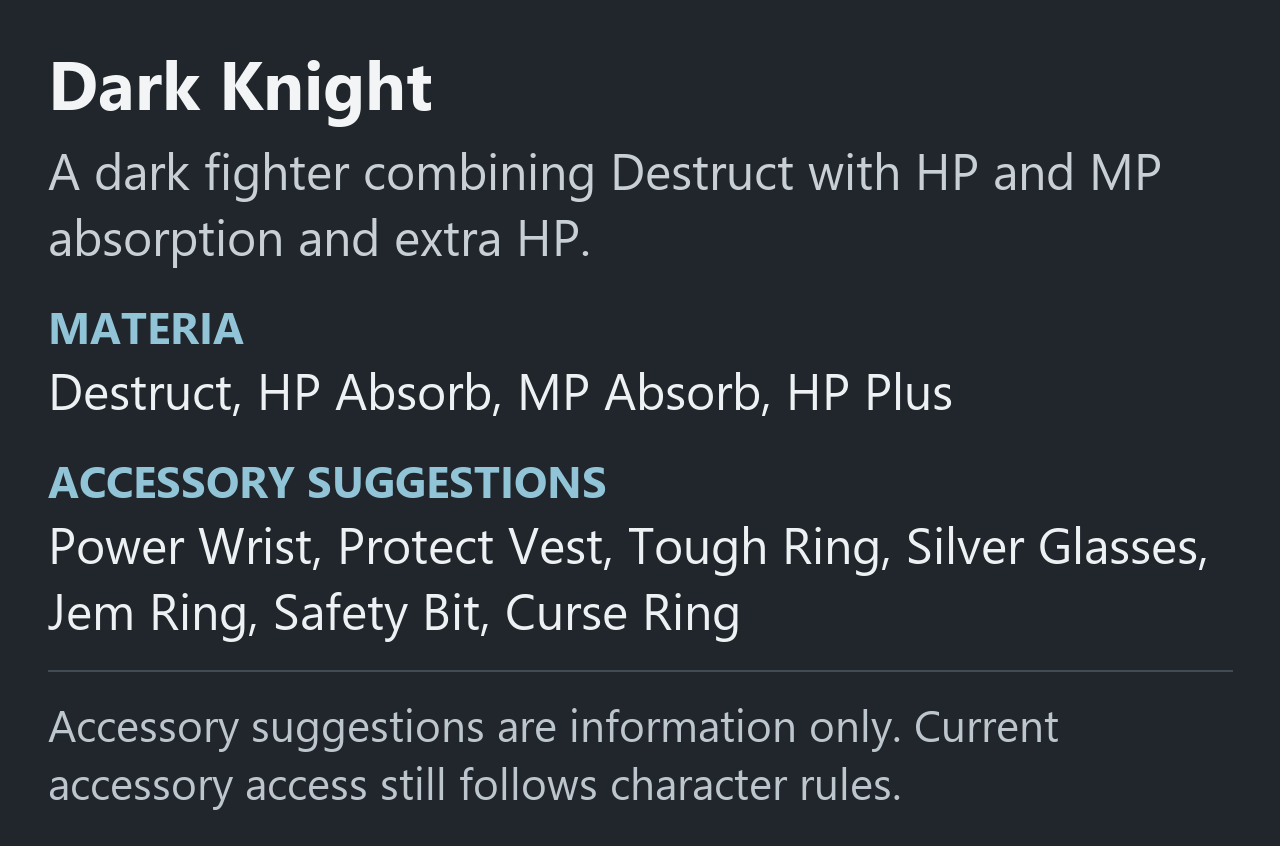 Dark Knight
A dark fighter combining Destruct with HP and MP
absorption and extra HP.
MATERIA
Destruct, HP Absorb, MP Absorb, HP Plus
ACCESSORY SUGGESTIONS
Power Wrist, Protect Vest, Tough Ring, Silver Glasses,
Jem Ring, Safety Bit, Curse Ring
Accessory suggestions are information only. Current
accessory access still follows character rules.